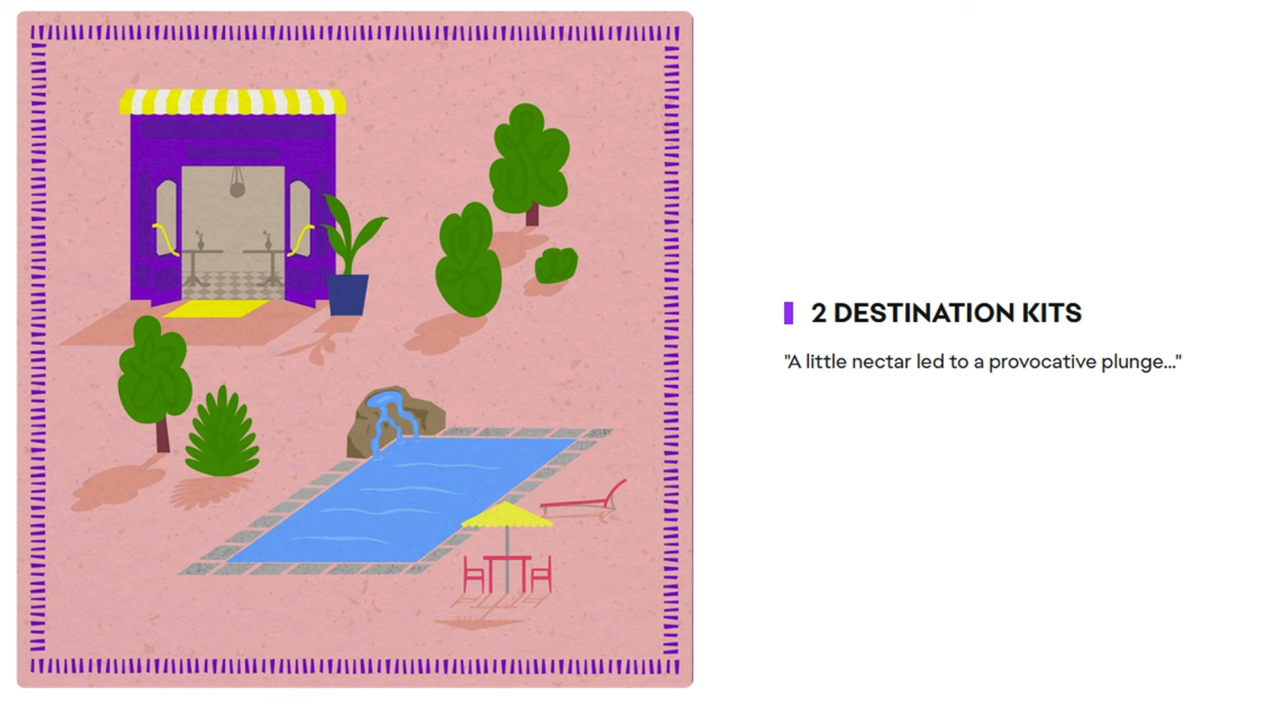 2 DESTINATION KITS
"A little nectar led to a provocative plunge..."